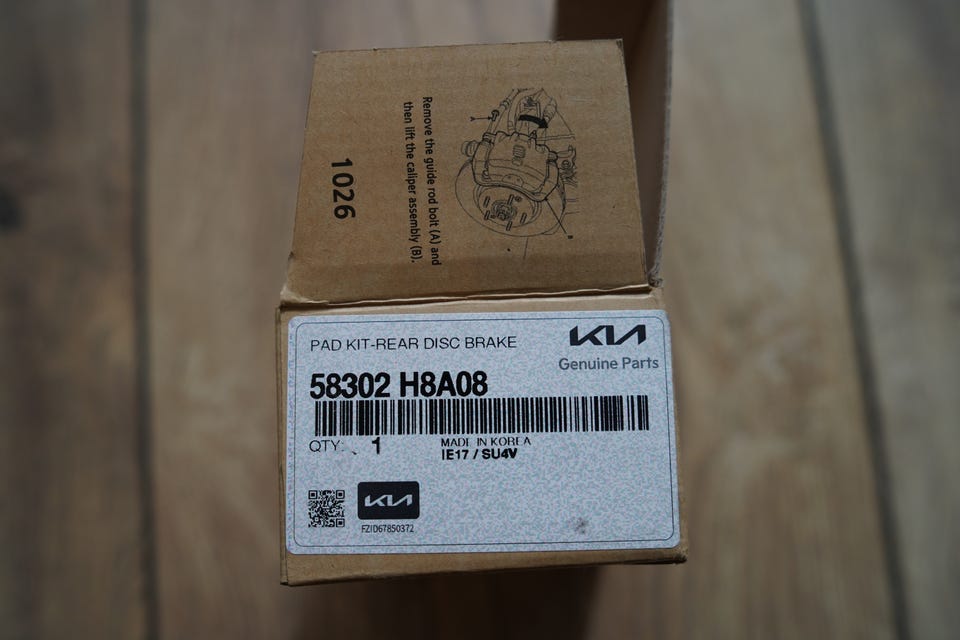 Remove the guide rod bolt (A) and
then lift the caliper assembly (B).
1026
PAD KIT-REAR DISC BRAKE
KIA
Genuine Parts
58302 H8A08
QTY: 1
MADE IN KOREA
IE17 / SU4V
KIA
FZID67850372